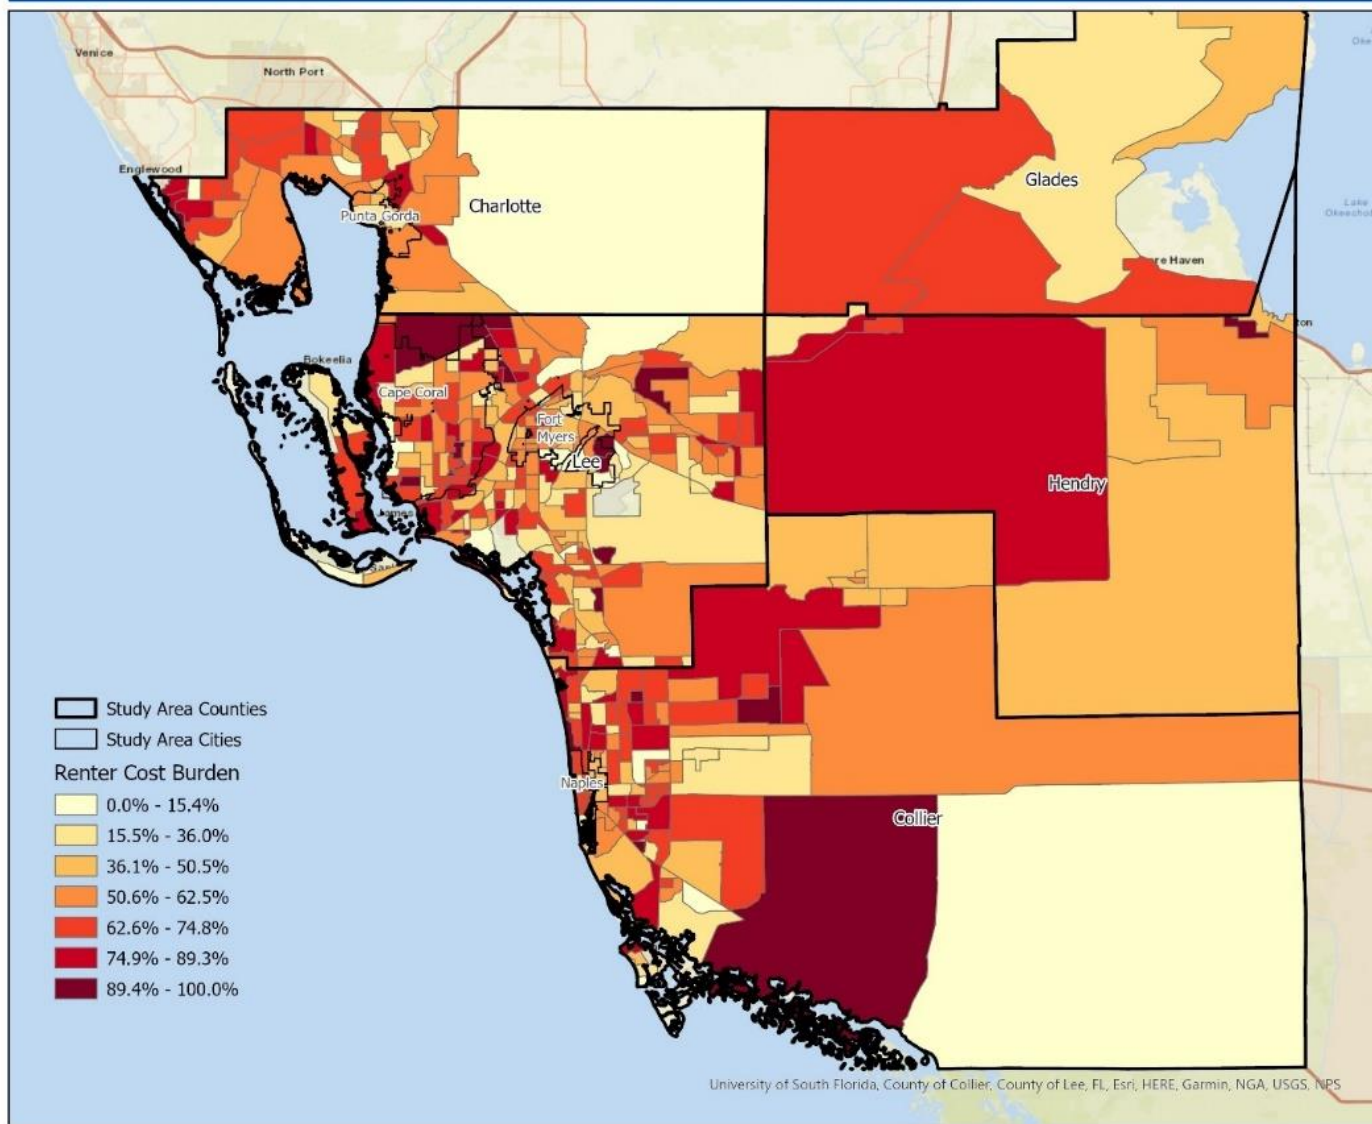 Venice
North Port
Englewood
Punta Gorda
Charlotte
Glades
Lake
Bokeelia
Cape Coral
Fort
Myers
Lee
Hendry
James
Study Area Counties
Study Area Cities
Renter Cost Burden
0.0% - 15.4%
15.5% - 36.0%
36.1% - 50.5%
50.6% - 62.5%
62.6% - 74.8%
74.9% - 89.3%
89.4% - 100.0%
Naples
Collier
University of South Florida, County of Collier, County of Lee, FL, Esri, HERE, Garmin, NGA, USGS, NPS